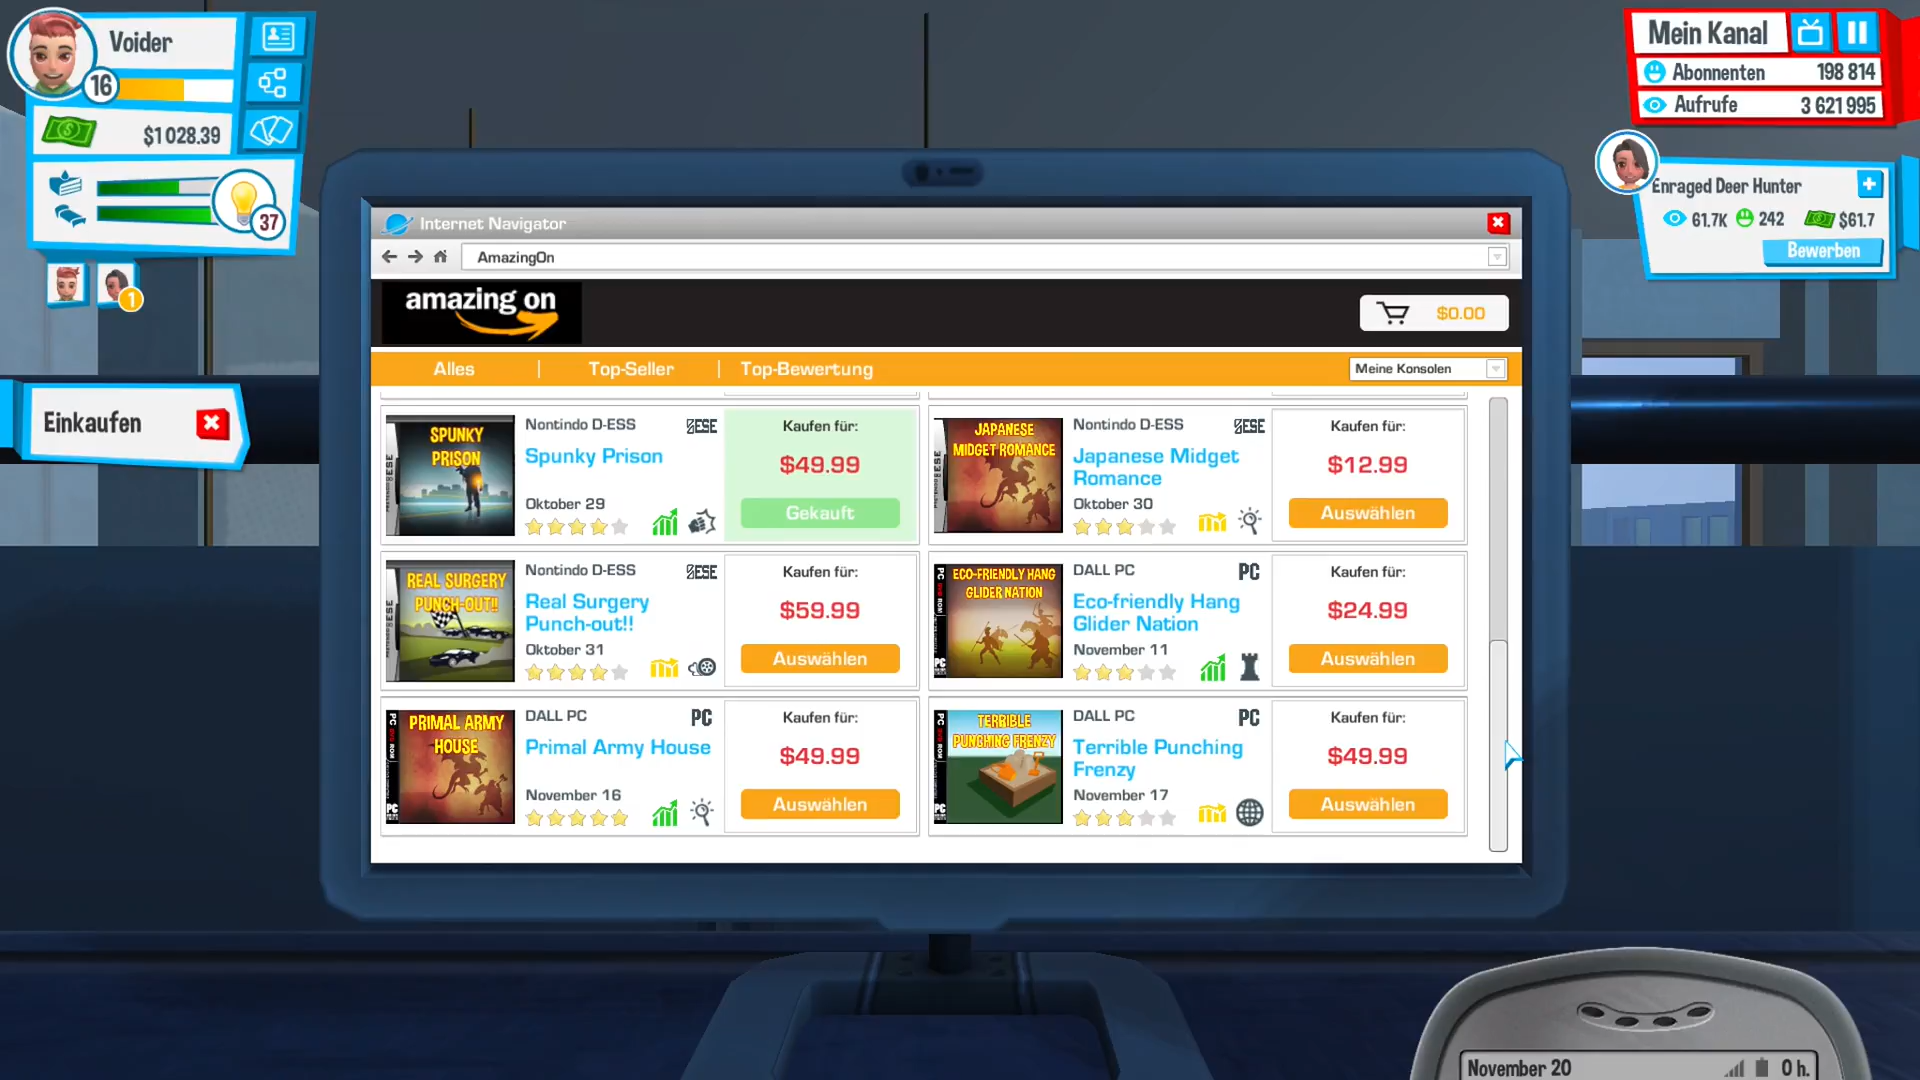 Voider
16
$1 028.39
37
1
Einkaufen
Mein Kanal
Abonnenten 198 814
Aufrufe 3 621 995
Enraged Deer Hunter
61.7K 242 $61.7
Bewerben
Internet Navigator
AmazingOn
amazing on
$0.00
Alles
Top-Seller
Top-Bewertung
Meine Konsolen
SPUNKY
PRISON
Nontindo D-ESS
Spunky Prison
Oktober 29
Kaufen für:
$49.99
Gekauft
JAPANESE
MIDGET ROMANCE
Nontindo D-ESS
Japanese Midget
Romance
Oktober 30
Kaufen für:
$12.99
Auswählen
REAL SURGERY
PUNCH-OUT!!
Nontindo D-ESS
Real Surgery
Punch-out!!
Oktober 31
Kaufen für:
$59.99
Auswählen
ECO-FRIENDLY HANG
GLIDER NATION
PC
DALL PC
PC
Eco-friendly Hang
Glider Nation
November 11
Kaufen für:
$24.99
Auswählen
PRIMAL ARMY
HOUSE
PC
DALL PC
PC
Primal Army House
November 16
Kaufen für:
$49.99
Auswählen
TERRIBLE
PUNCHING FRENZY
PC
DALL PC
PC
Terrible Punching
Frenzy
November 17
Kaufen für:
$49.99
Auswählen
November 20
0 h.